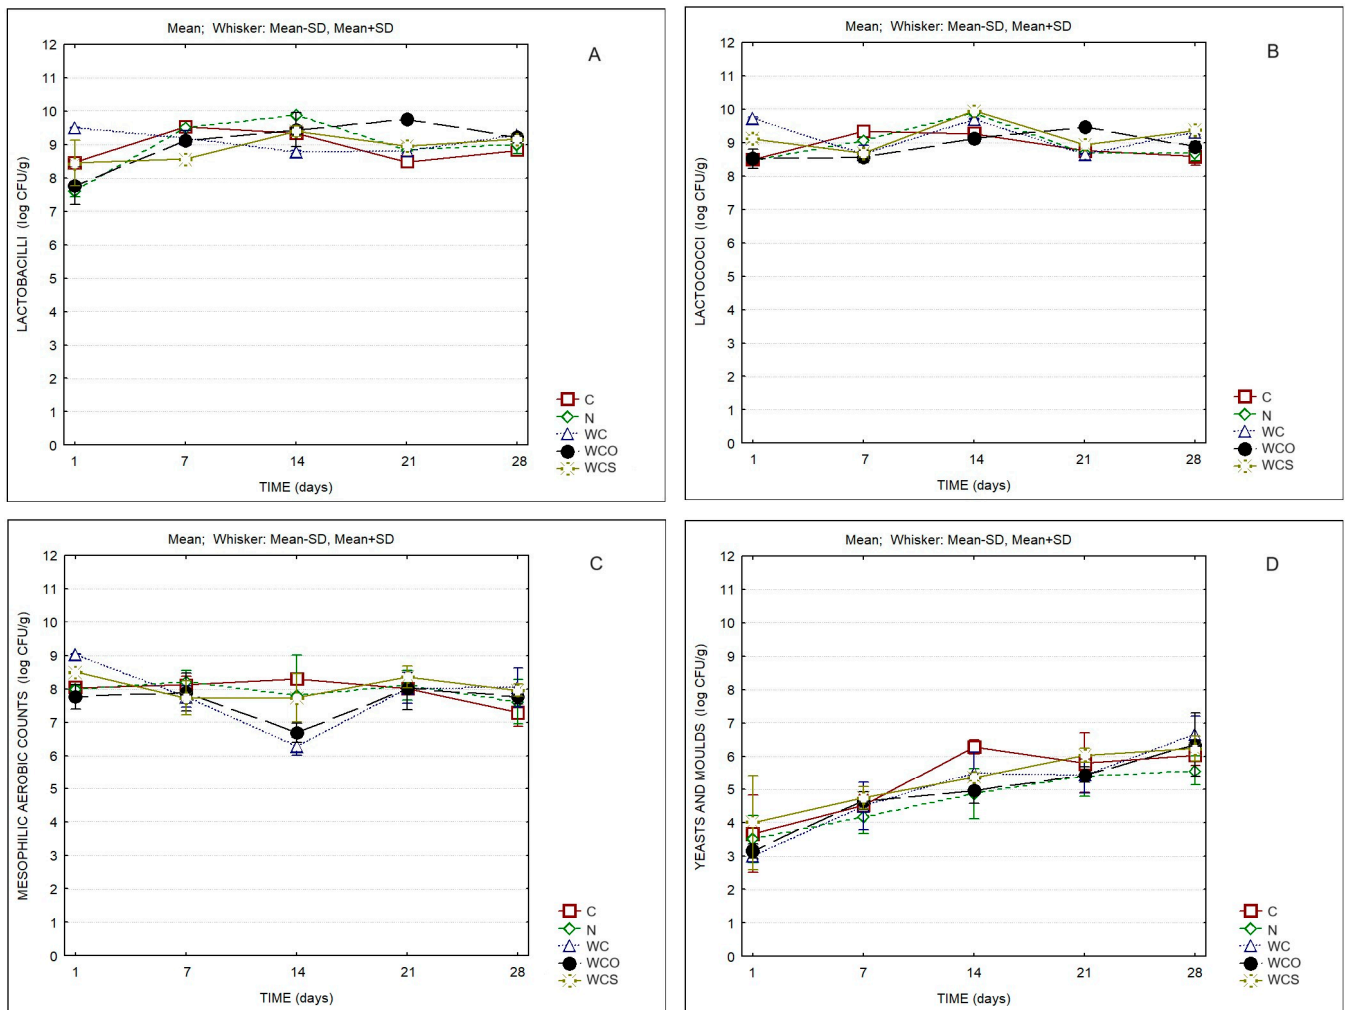 Mean; Whisker: Mean-SD, Mean+SD
A
LACTOBACILLI (log CFU/g)
12
11
10
9
8
7
6
5
4
3
2
1
0
1 7 14 21 28
TIME (days)
C
N
WC
WCO
WCS
Mean; Whisker: Mean-SD, Mean+SD
B
LACTOCOCCI (log CFU/g)
12
11
10
9
8
7
6
5
4
3
2
1
0
1 7 14 21 28
TIME (days)
C
N
WC
WCO
WCS
Mean; Whisker: Mean-SD, Mean+SD
C
MESOPHILIC AEROBIC COUNTS (log CFU/g)
12
11
10
9
8
7
6
5
4
3
2
1
0
1 7 14 21 28
TIME (days)
C
N
WC
WCO
WCS
Mean; Whisker: Mean-SD, Mean+SD
D
YEASTS AND MOULDS (log CFU/g)
12
11
10
9
8
7
6
5
4
3
2
1
0
1 7 14 21 28
TIME (days)
C
N
WC
WCO
WCS